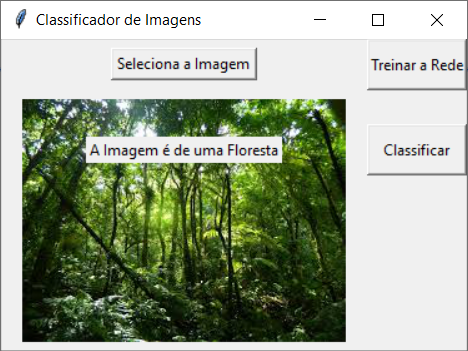 Classificador de Imagens
Seleciona a Imagem
Treinar a Rede
A Imagem é de uma Floresta
Classificar